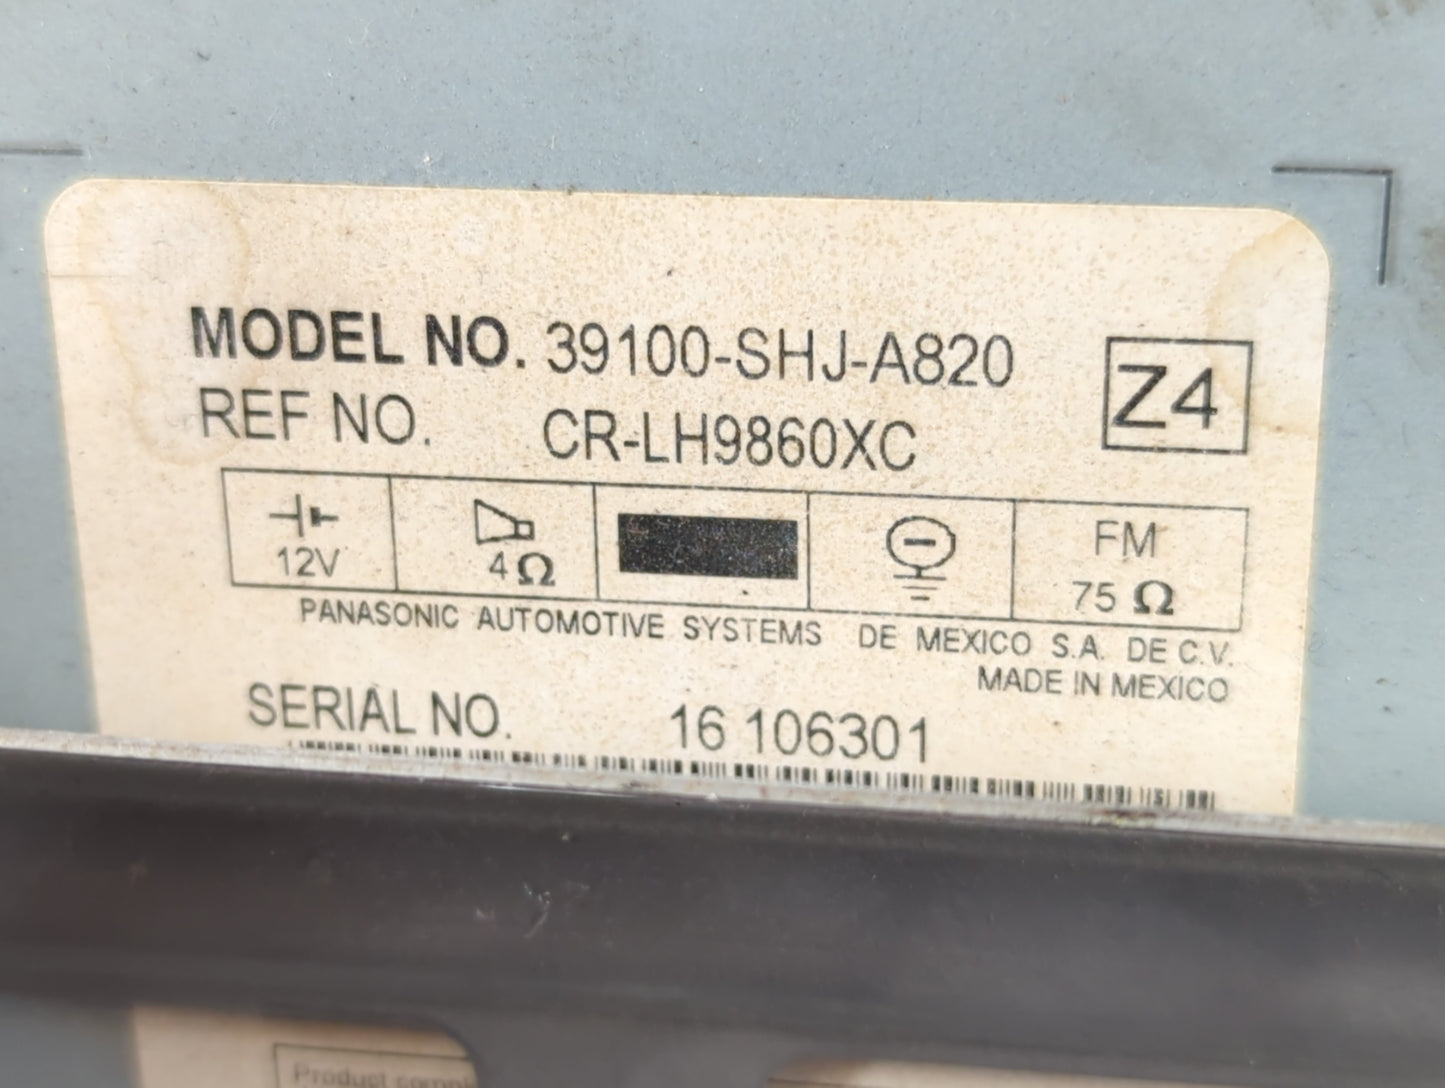 MODEL NO. 39100-SHJ-A820
REF NO. CR-LH9860XC
Z4
12V
4Ω
FM
75 Ω
PANASONIC AUTOMOTIVE SYSTEMS DE MEXICO S.A. DE C.V.
MADE IN MEXICO
SERIAL NO. 16 106301
Product